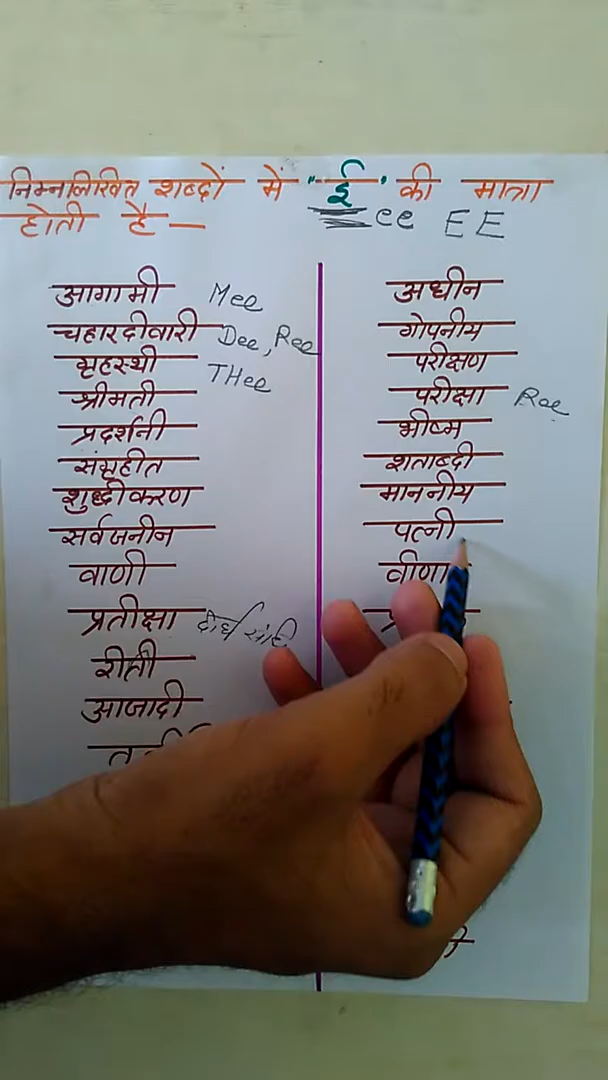 निम्नलिखित शब्दों में "ई" की मात्रा
होती है — ee EE
आगामी Mee
चहारदीवारी Dee, Ree
गृहस्थी THee
श्रीमती
प्रदर्शनी
संगृहीत
शुद्धीकरण
सर्वजनीन
वाणी
प्रतीक्षा दीर्घ संधि
रीती
आजादी
अधीन
गोपनीय
परीक्षण
परीक्षा Ree
भीष्म
शताब्दी
माननीय
पत्नी
वीणा